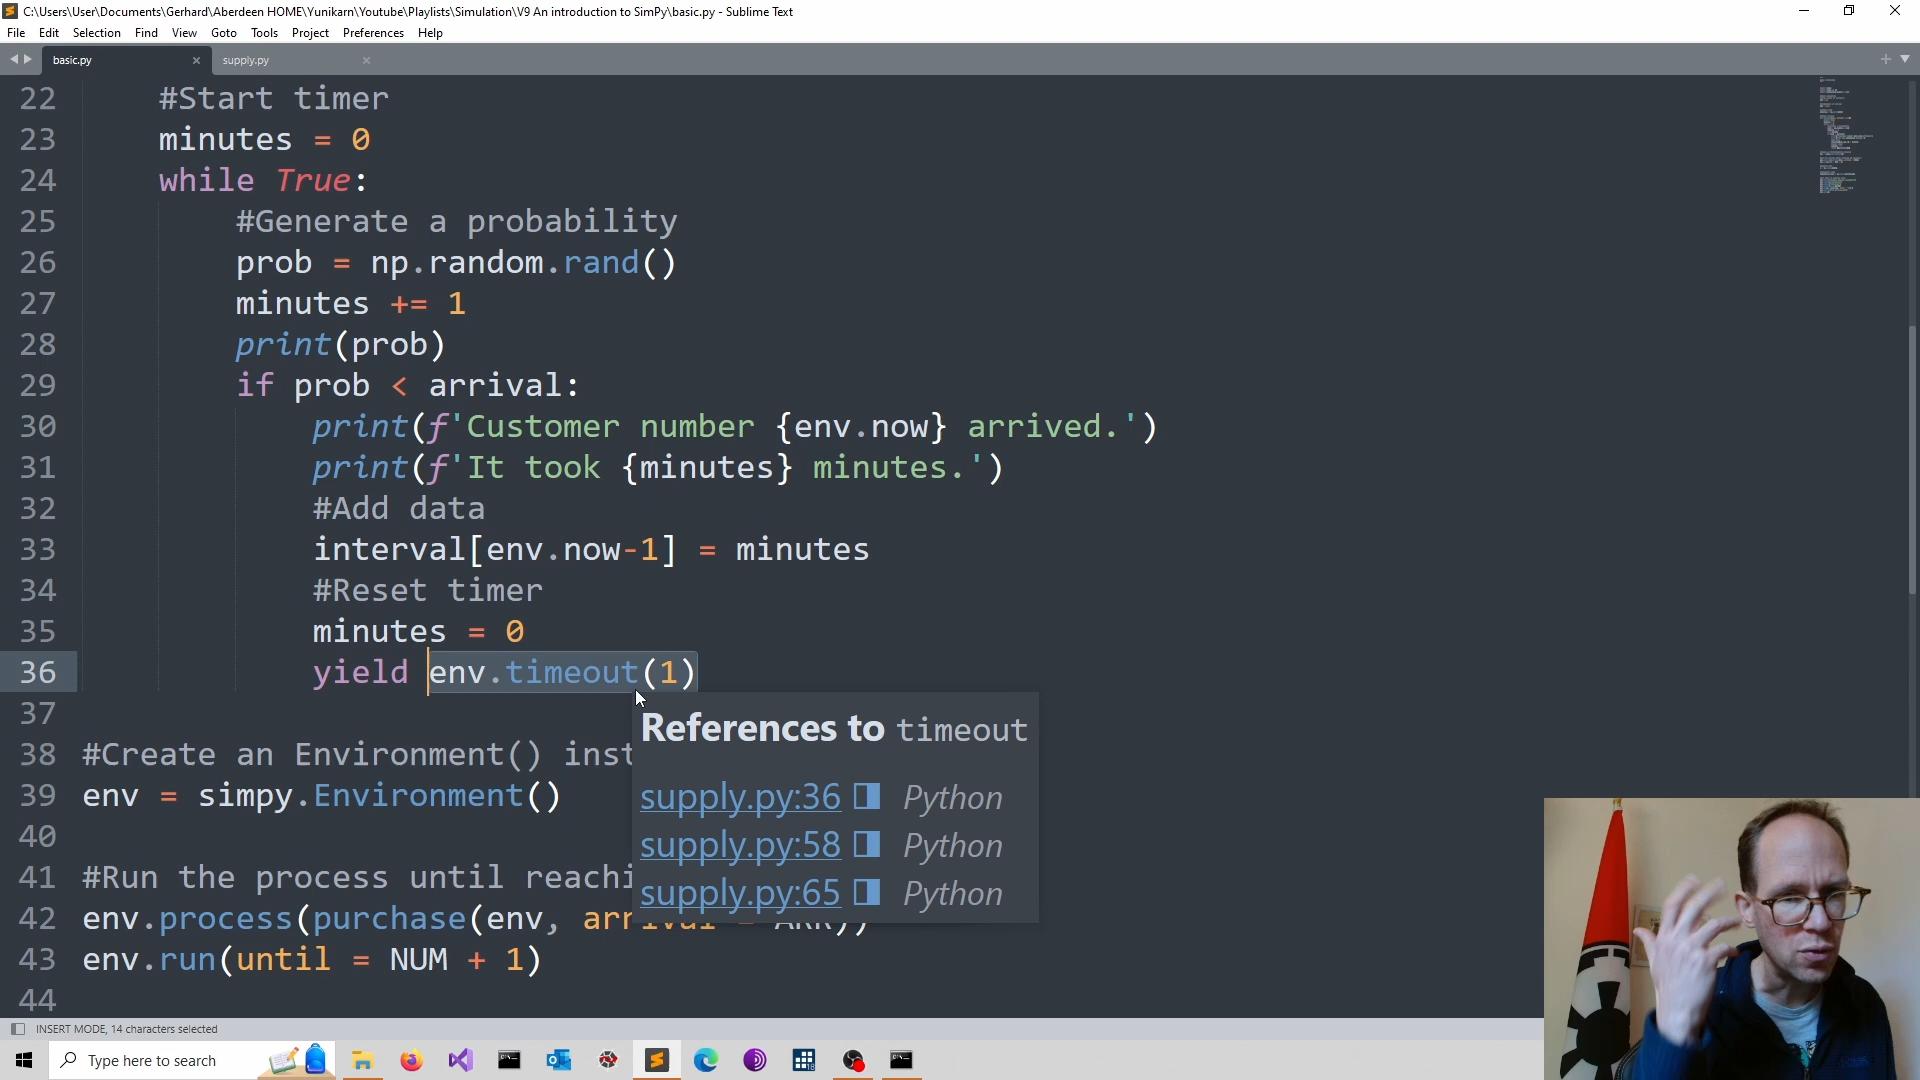 C:\Users\User\Documents\Gerhard\Aberdeen HOME\Yunikarn\Youtube\Playlists\Simulation\V9 An introduction to SimPy\basic.py - Sublime Text
File Edit Selection Find View Goto Tools Project Preferences Help
basic.py supply.py
22 #Start timer
23 minutes = 0
24 while True:
25 #Generate a probability
26 prob = np.random.rand()
27 minutes += 1
28 print(prob)
29 if prob < arrival:
30 print(f'Customer number {env.now} arrived.')
31 print(f'It took {minutes} minutes.')
32 #Add data
33 interval[env.now-1] = minutes
34 #Reset timer
35 minutes = 0
36 yield env.timeout(1)
37
References to timeout
38 #Create an Environment() inst
39 env = simpy.Environment()
supply.py:36 Python
40
supply.py:58 Python
41 #Run the process until reachi
supply.py:65 Python
42 env.process(purchase(env, arrival = ARR))
43 env.run(until = NUM + 1)
44
INSERT MODE, 14 characters selected
Type here to search